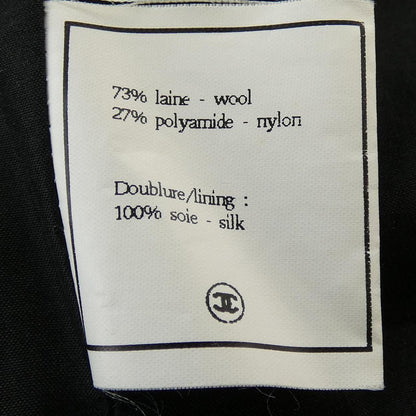 73% laine - wool
27% polyamide - nylon
Doublure/lining :
100% soie - silk